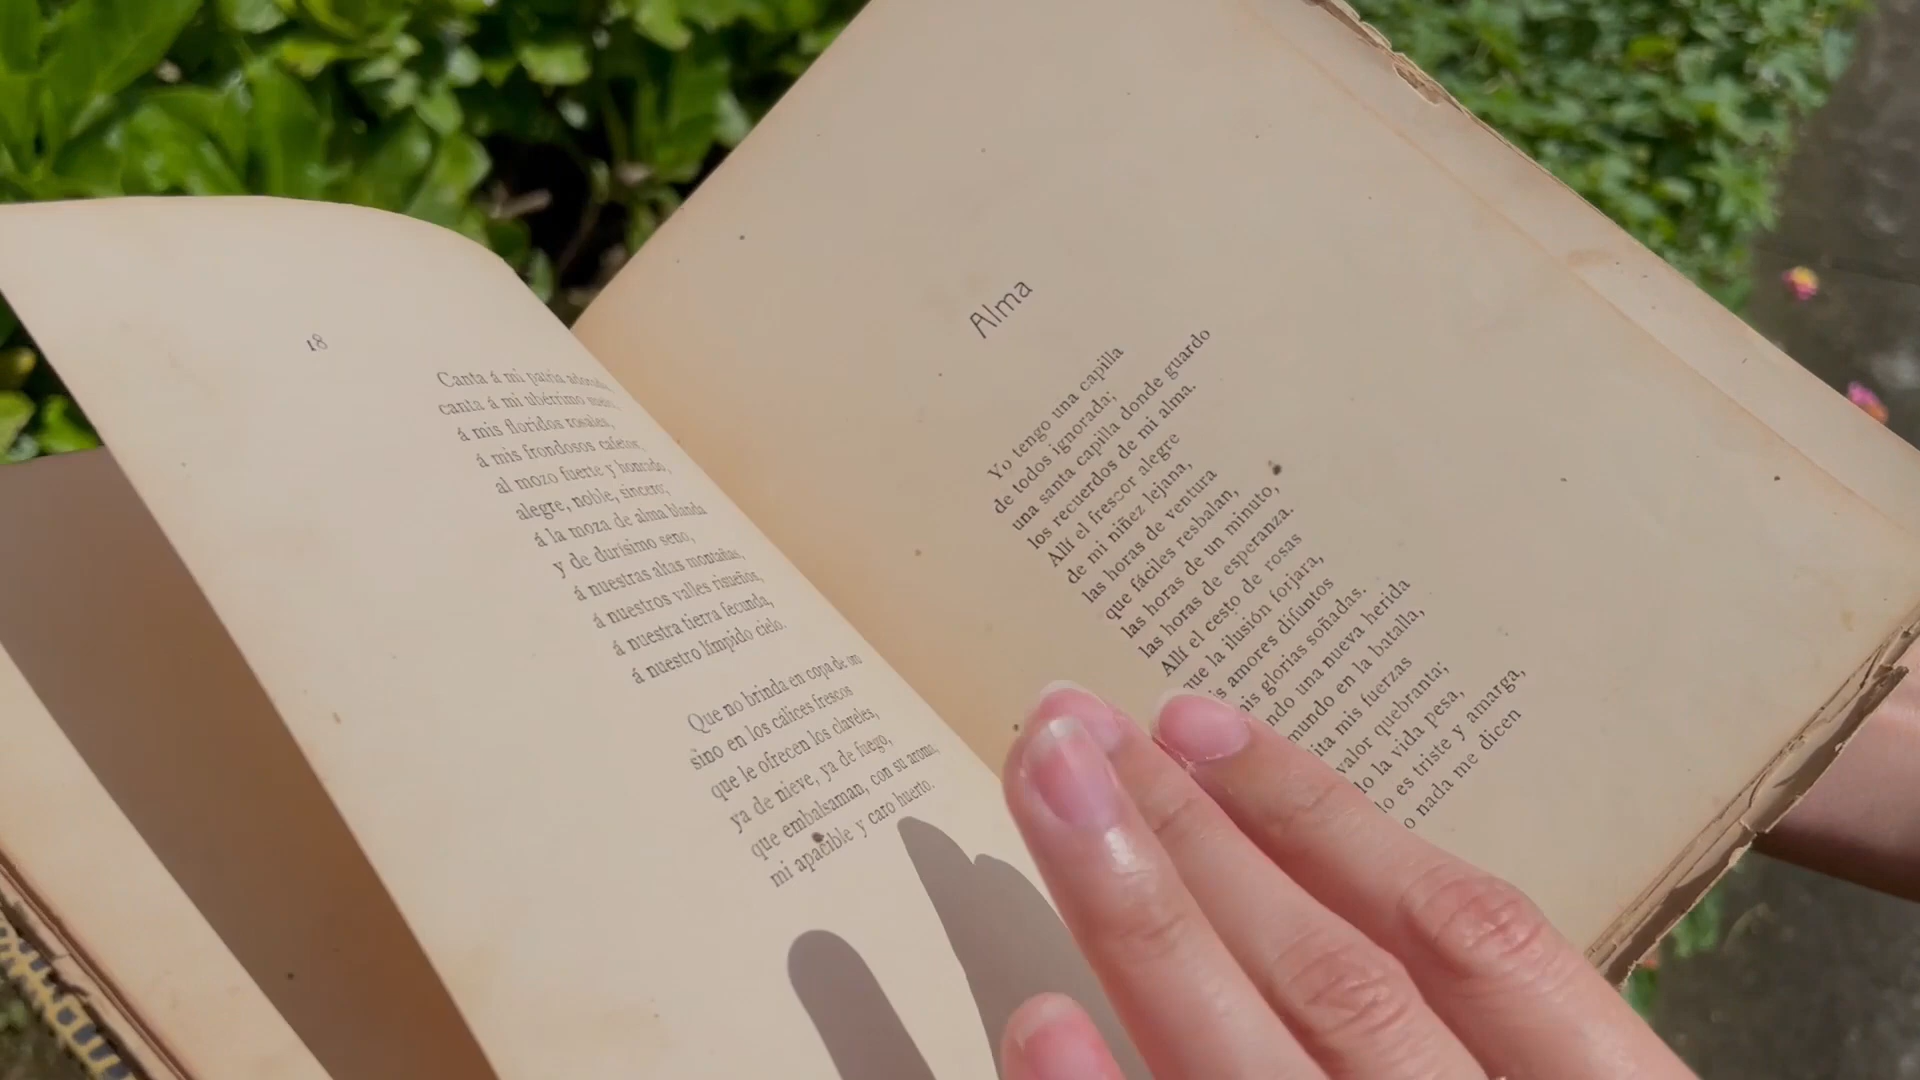 18
Canta á mi patria adorada,
canta á mi ubérrimo suelo,
á mis floridos rosales,
á mis frondosos cafetos,
al mozo fuerte y honrado,
alegre, noble, sincero;
á la moza de alma blanda
y de durísimo seno,
á nuestras altas montañas,
á nuestros valles risueños,
á nuestra tierra fecunda,
á nuestro límpido cielo.
Que no brinda en copa de oro
sino en los cálices frescos
que le ofrecen los claveles,
ya de nieve, ya de fuego,
que embalsaman, con su aroma,
mi apacible y caro huerto.
Alma
Yo tengo una capilla
de todos ignorada;
una santa capilla donde guardo
los recuerdos de mi alma.
Allí el frescor alegre
de mi niñez lejana,
las horas de ventura
que fáciles resbalan,
las horas de un minuto,
las horas de esperanza.
Allí el cesto de rosas
que la ilusión forjara,
mis amores difuntos
mis glorias soñadas.
ndo una nueva herida
mundo en la batalla,
ita mis fuerzas
valor quebranta;
lo la vida pesa,
lo es triste y amarga,
o nada me dicen